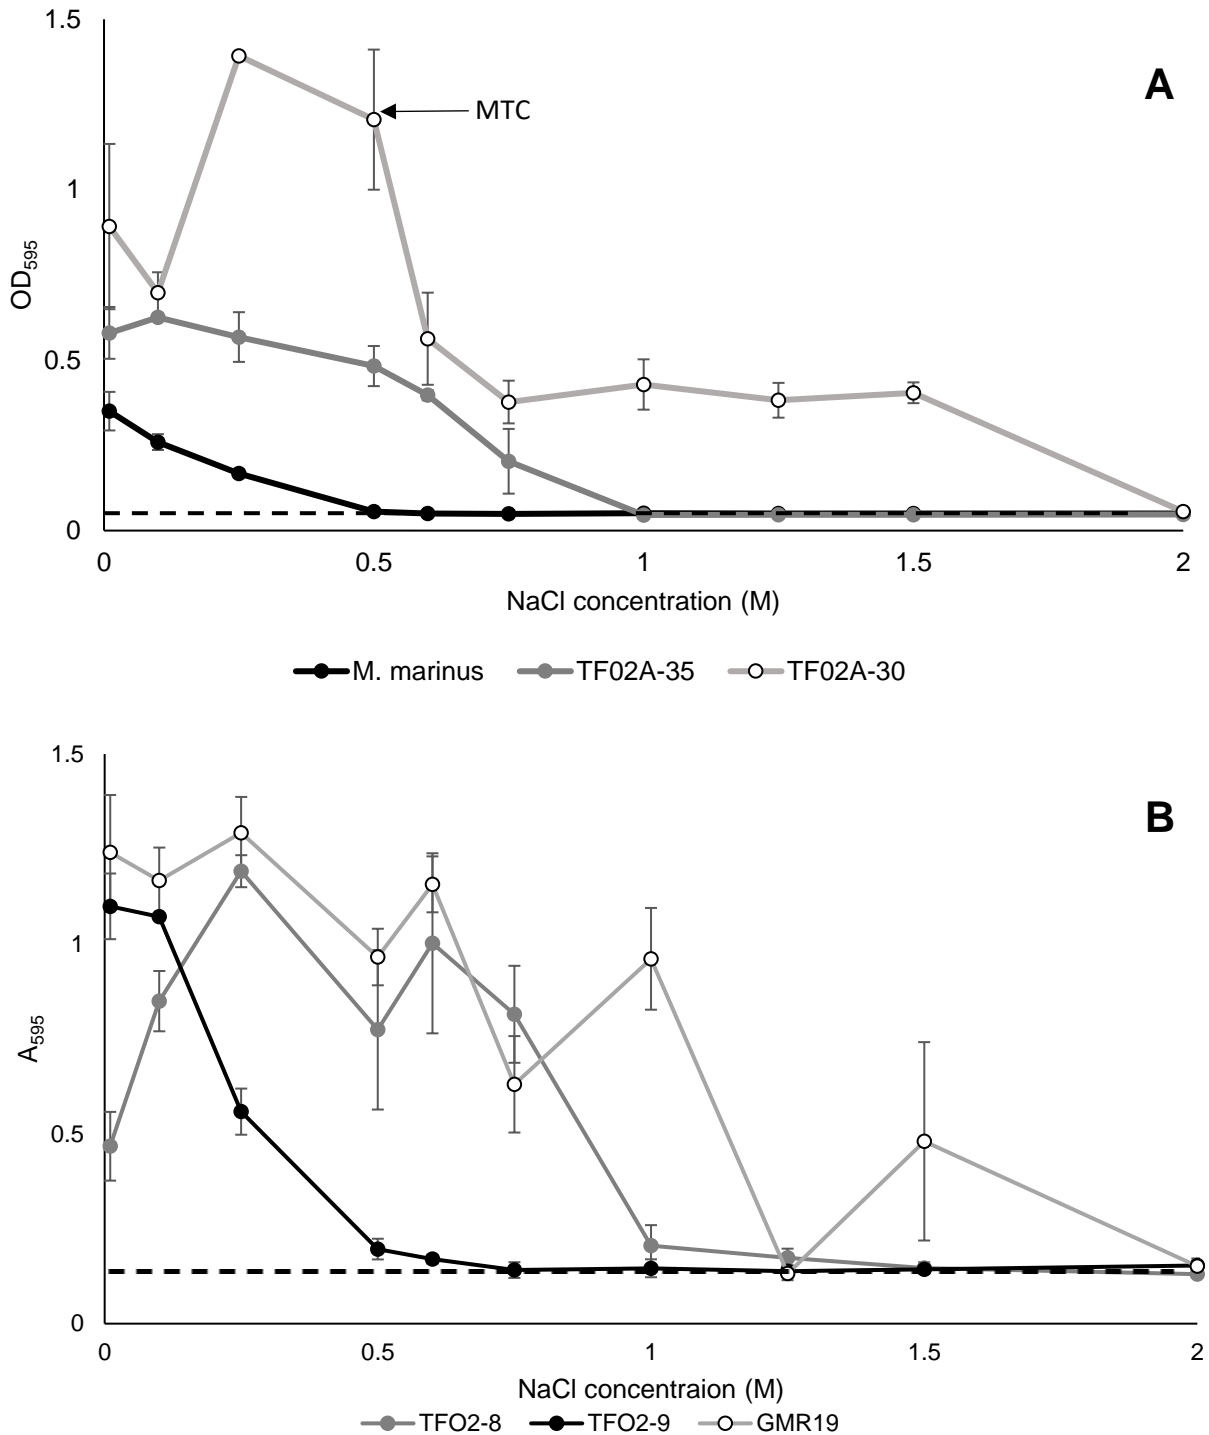 1.5
A
MTC
1
OD595
0.5
0
0 0.5 1 1.5 2
NaCl concentration (M)
M. marinus TF02A-35 TF02A-30
1.5
B
1
A595
0.5
0
0 0.5 1 1.5 2
NaCl concentraion (M)
TFO2-8 TFO2-9 GMR19